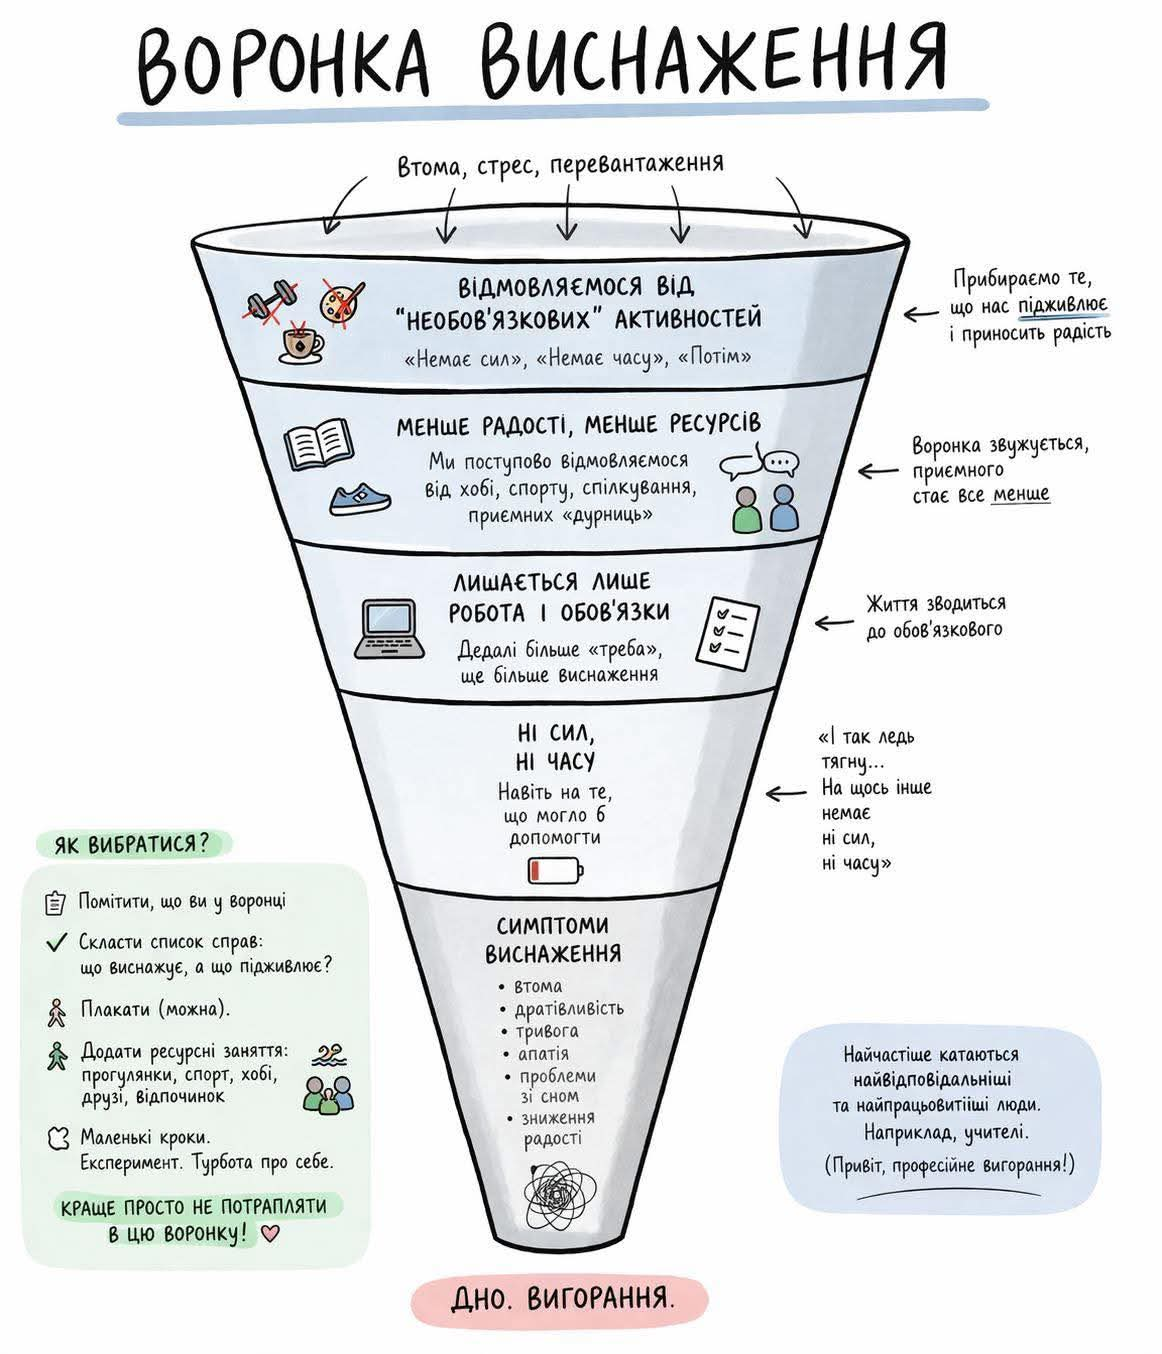 ВОРОНКА ВИСНАЖЕННЯ
Втома, стрес, перевантаження
ВІДМОВЛЯЄМОСЯ ВІД
"НЕОБОВ'ЯЗКОВИХ" АКТИВНОСТЕЙ
«Немає сил», «Немає часу», «Потім»
Прибираємо те,
що нас підживлює
і приносить радість
МЕНШЕ РАДОСТІ, МЕНШЕ РЕСУРСІВ
Ми поступово відмовляємося
від хобі, спорту, спілкування,
приємних «дурниць»
Воронка звужується,
приємного
стає все менше
ЛИШАЄТЬСЯ ЛИШЕ
РОБОТА І ОБОВ'ЯЗКИ
Дедалі більше «треба»,
ще більше виснаження
Життя зводиться
до обов'язкового
НІ СИЛ,
НІ ЧАСУ
Навіть на те,
що могло б
допомогти
«І так ледь
тягну...
На щось інше
немає
ні сил,
ні часу»
СИМПТОМИ
ВИСНАЖЕННЯ
• втома
• дратівливість
• тривога
• апатія
• проблеми
зі сном
• зниження
радості
ЯК ВИБРАТИСЯ?
Помітити, що ви у воронці
Скласти список справ:
що виснажує, а що підживлює?
Плакати (можна).
Додати ресурсні заняття:
прогулянки, спорт, хобі,
друзі, відпочинок
Маленькі кроки.
Експеримент. Турбота про себе.
КРАЩЕ ПРОСТО НЕ ПОТРАПЛЯТИ
В ЦЮ ВОРОНКУ!
Найчастіше катаються
найвідповідальніші
та найпрацьовитіші люди.
Наприклад, учителі.
(Привіт, професійне вигорання!)
ДНО. ВИГОРАННЯ.